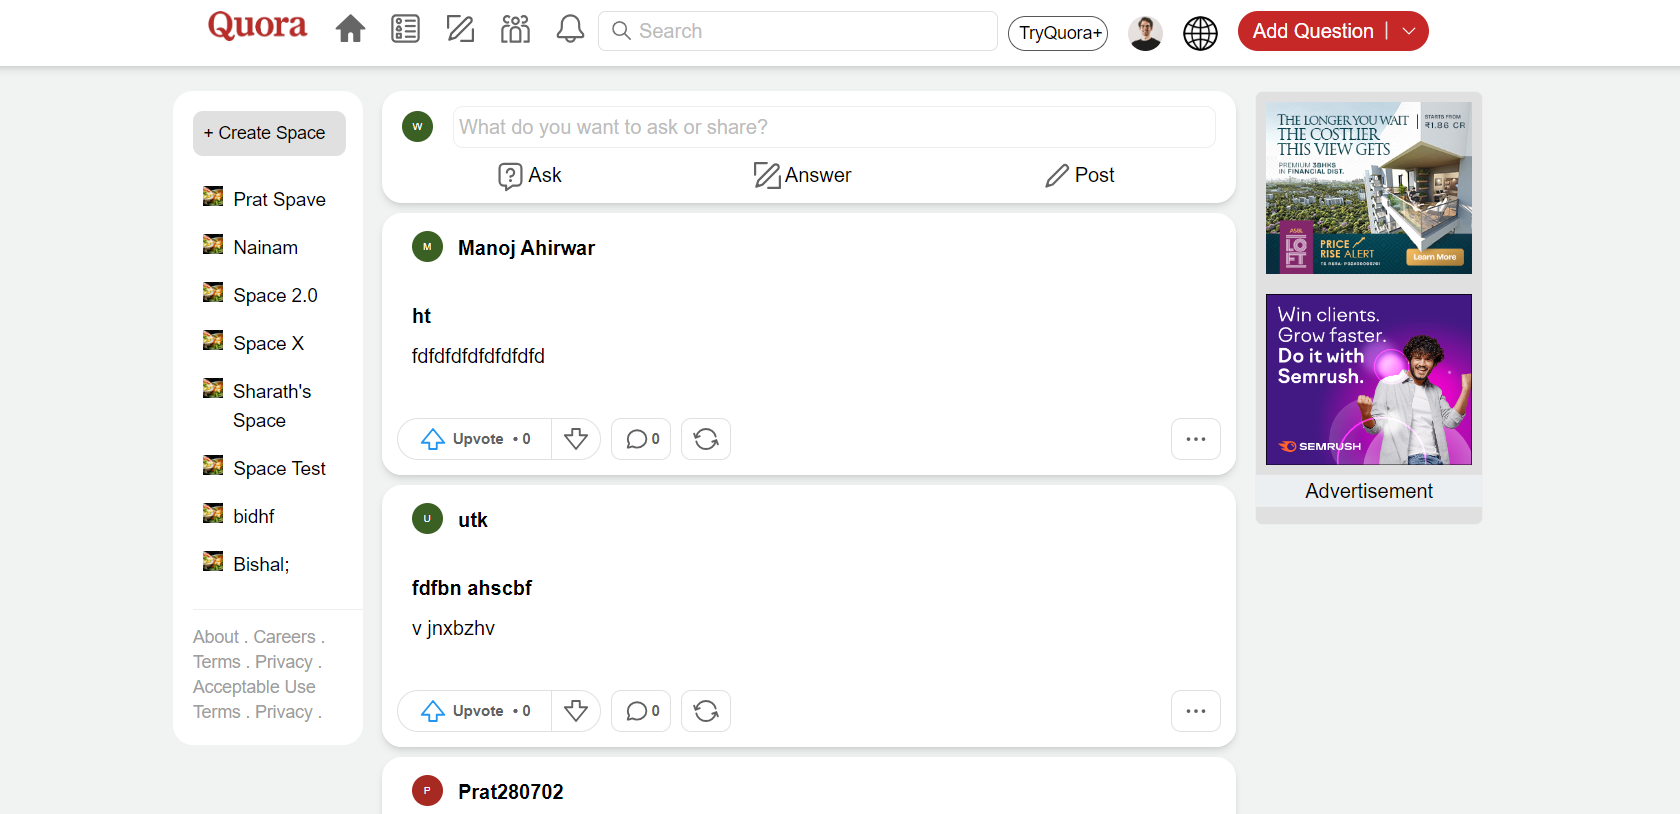 Quora
Search
TryQuora+
Add Question
+ Create Space
Prat Spave
Nainam
Space 2.0
Space X
Sharath's
Space
Space Test
bidhf
Bishal;
About . Careers .
Terms . Privacy .
Acceptable Use
Terms . Privacy .
W
What do you want to ask or share?
Ask
Answer
Post
M
Manoj Ahirwar
ht
fdfdfdfdfdfdfdfd
Upvote • 0
0
U
utk
fdfbn ahscbf
v jnxbzhv
Upvote • 0
0
P
Prat280702
THE LONGER YOU WAIT
THE COSTLIER
THIS VIEW GETS
STARTS FROM
₹1.86 CR
PREMIUM 3BHKS
IN FINANCIAL DIST.
ASBL
LOFT
PRICE
RISE ALERT
Learn More
Win clients.
Grow faster.
Do it with
Semrush.
SEMRUSH
Advertisement